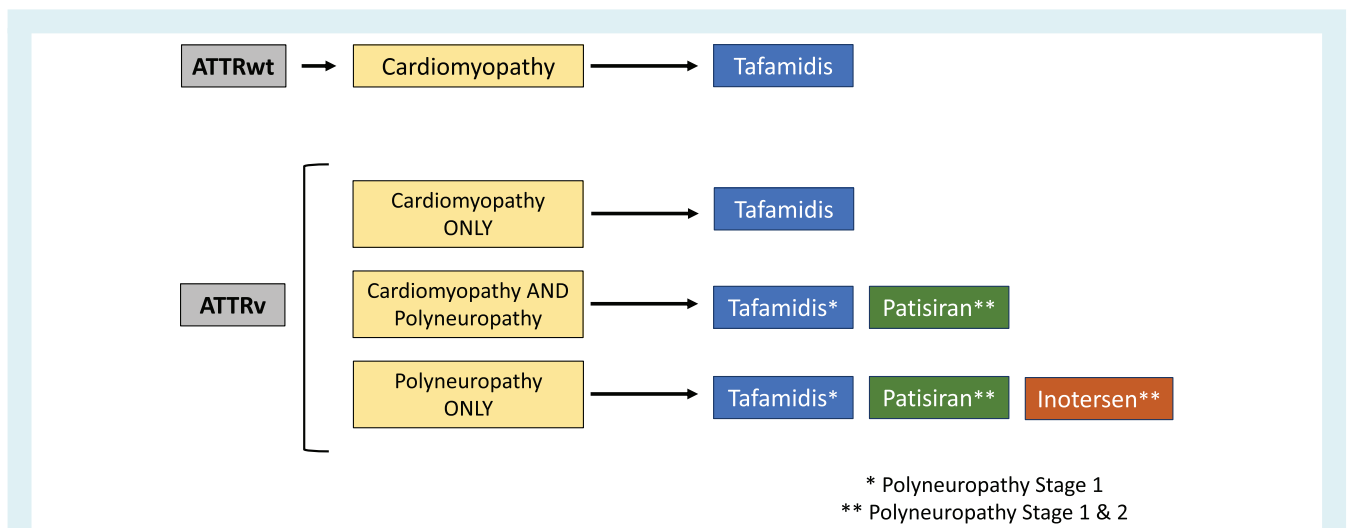 ATTRwt Cardiomyopathy Tafamidis
Cardiomyopathy
ONLY
Tafamidis
ATTRv
Cardiomyopathy AND
Polyneuropathy
Tafamidis* Patisiran**
Polyneuropathy
ONLY
Tafamidis* Patisiran** Inotersen**
* Polyneuropathy Stage 1
** Polyneuropathy Stage 1 & 2